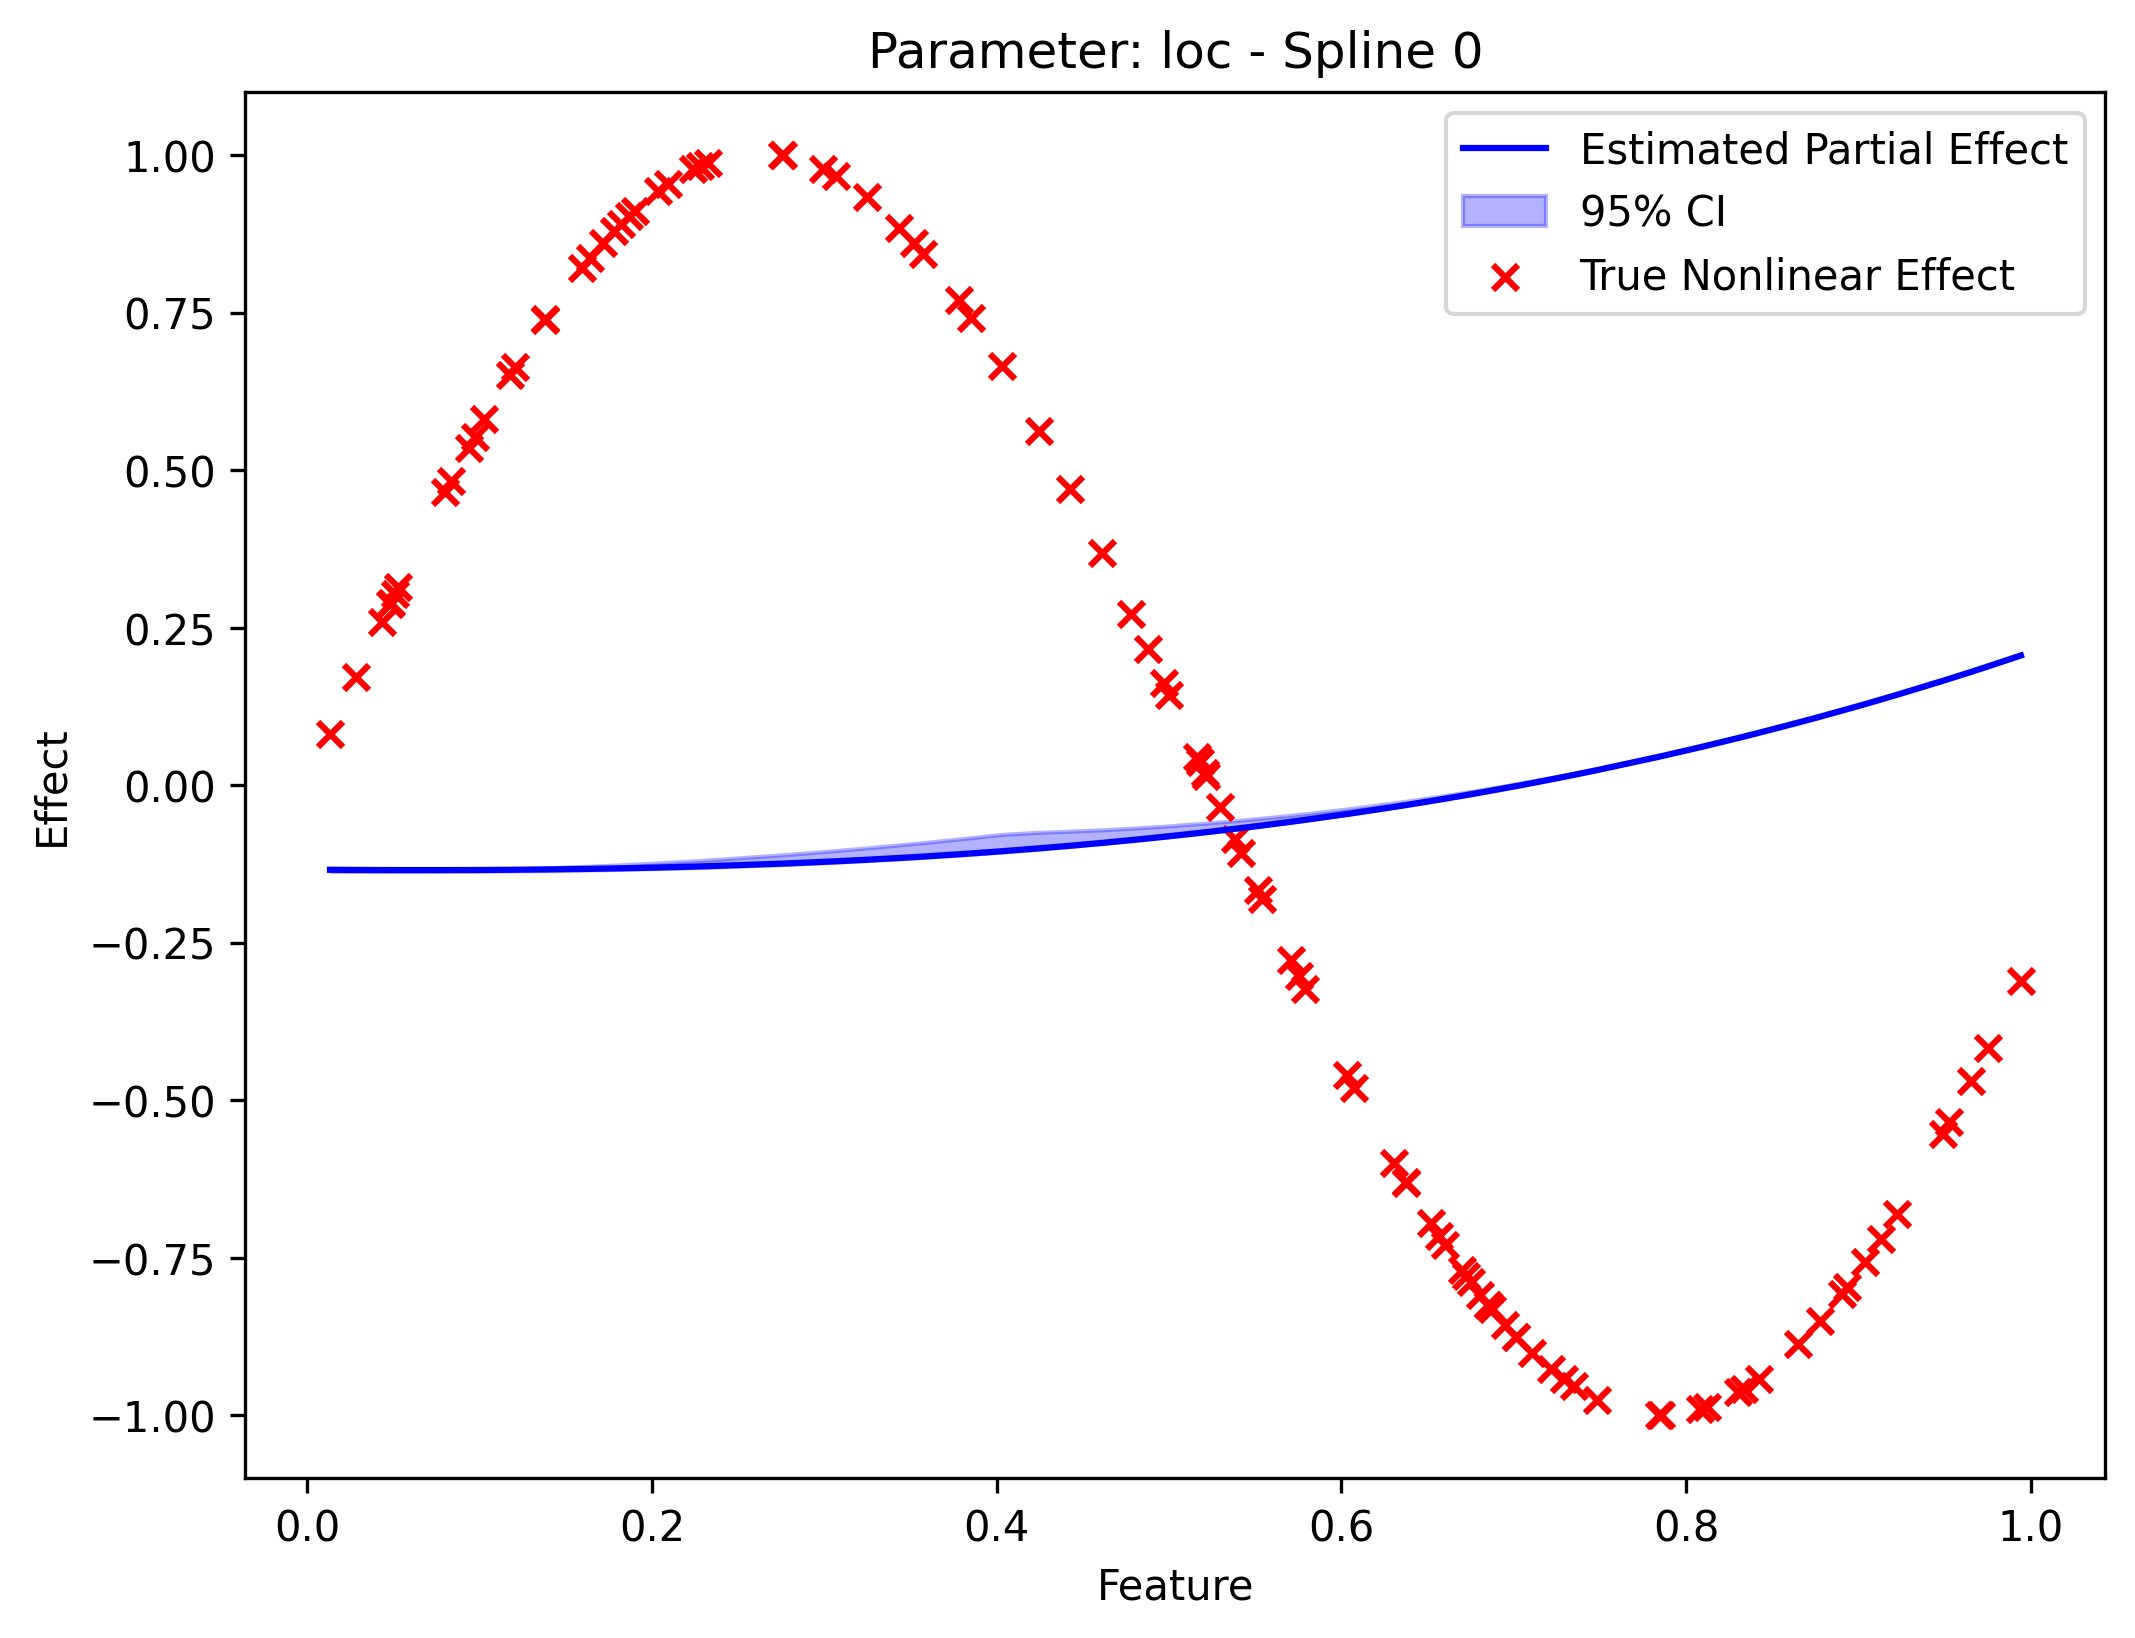 Parameter: loc - Spline 0
Estimated Partial Effect
95% CI
True Nonlinear Effect
1.00
0.75
0.50
0.25
0.00
−0.25
−0.50
−0.75
−1.00
Effect
0.0 0.2 0.4 0.6 0.8 1.0
Feature